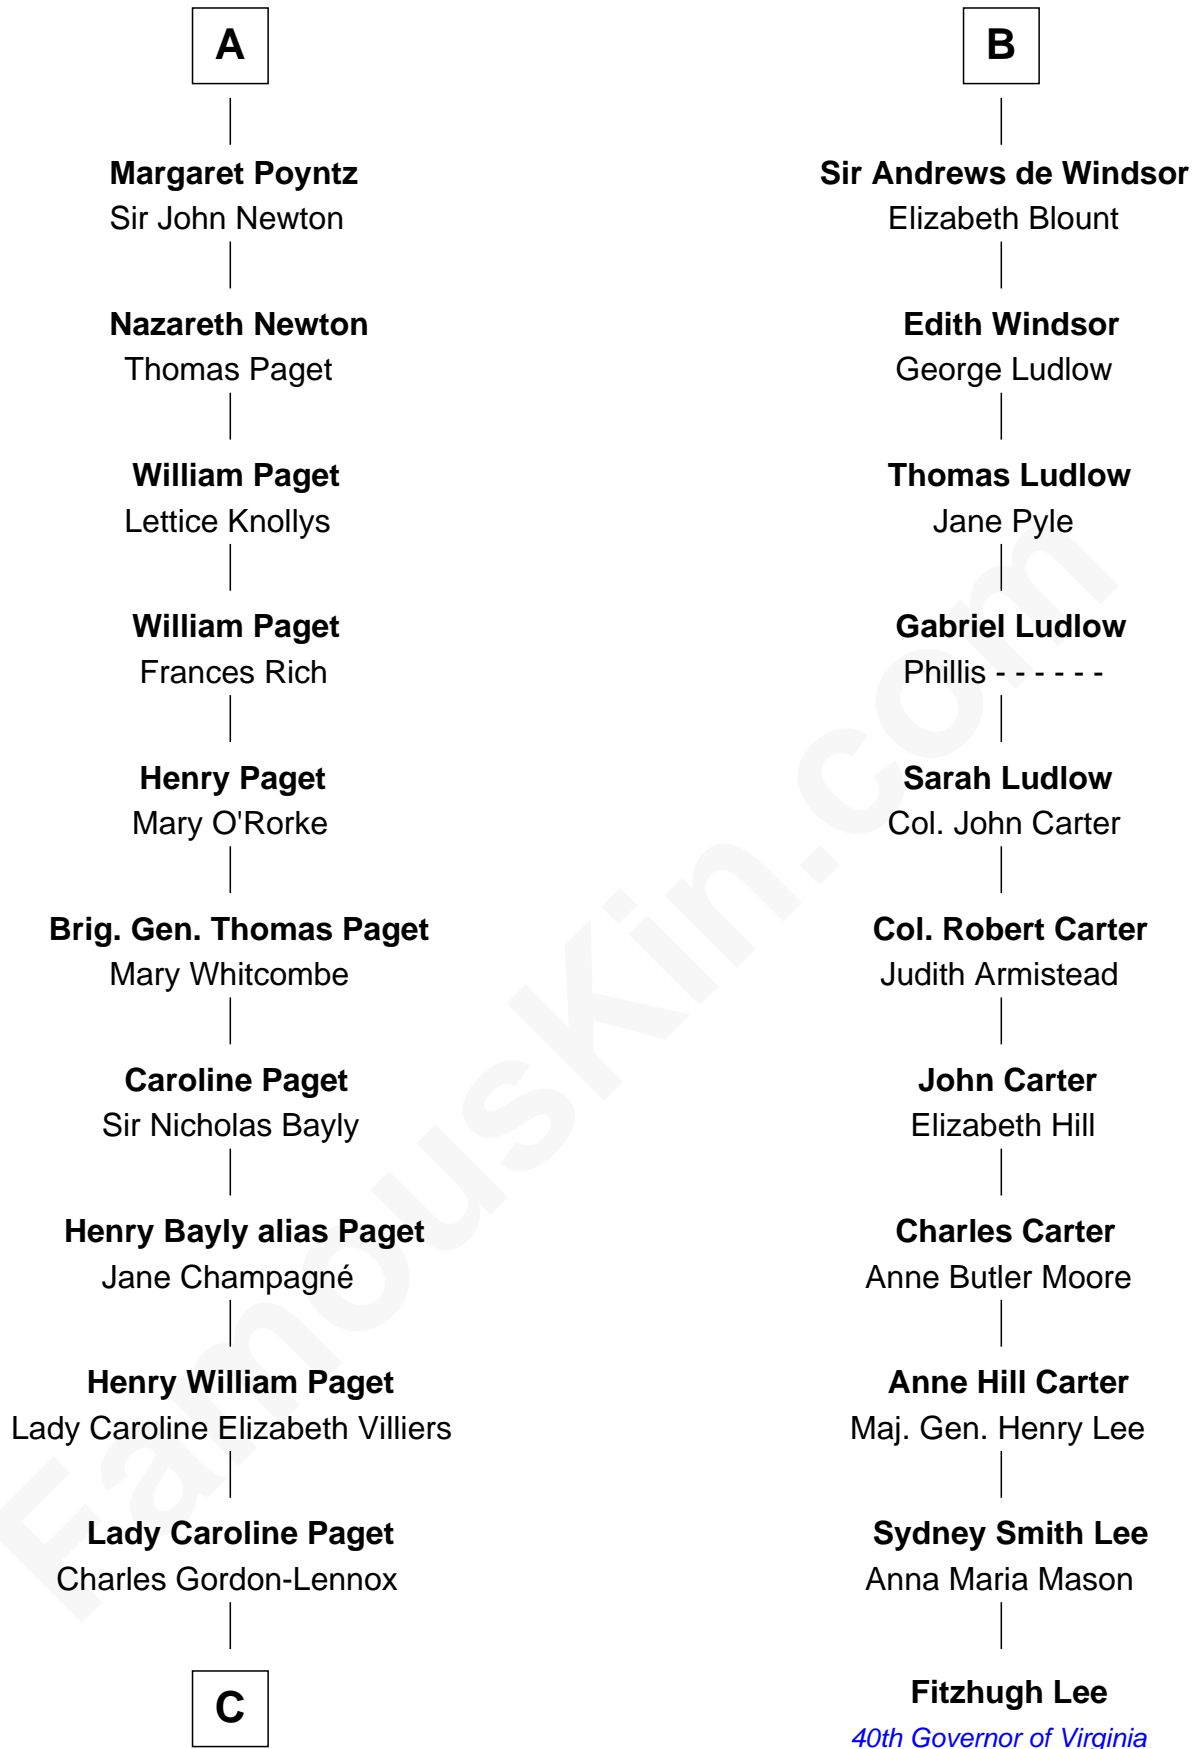 A
Margaret Poyntz
Sir John Newton
Nazareth Newton
Thomas Paget
William Paget
Lettice Knollys
William Paget
Frances Rich
Henry Paget
Mary O'Rorke
Brig. Gen. Thomas Paget
Mary Whitcombe
Caroline Paget
Sir Nicholas Bayly
Henry Bayly alias Paget
Jane Champagné
Henry William Paget
Lady Caroline Elizabeth Villiers
Lady Caroline Paget
Charles Gordon-Lennox
C
B
Sir Andrews de Windsor
Elizabeth Blount
Edith Windsor
George Ludlow
Thomas Ludlow
Jane Pyle
Gabriel Ludlow
Phillis - - - - - -
Sarah Ludlow
Col. John Carter
Col. Robert Carter
Judith Armistead
John Carter
Elizabeth Hill
Charles Carter
Anne Butler Moore
Anne Hill Carter
Maj. Gen. Henry Lee
Sydney Smith Lee
Anna Maria Mason
Fitzhugh Lee
40th Governor of Virginia
FamousKin.com